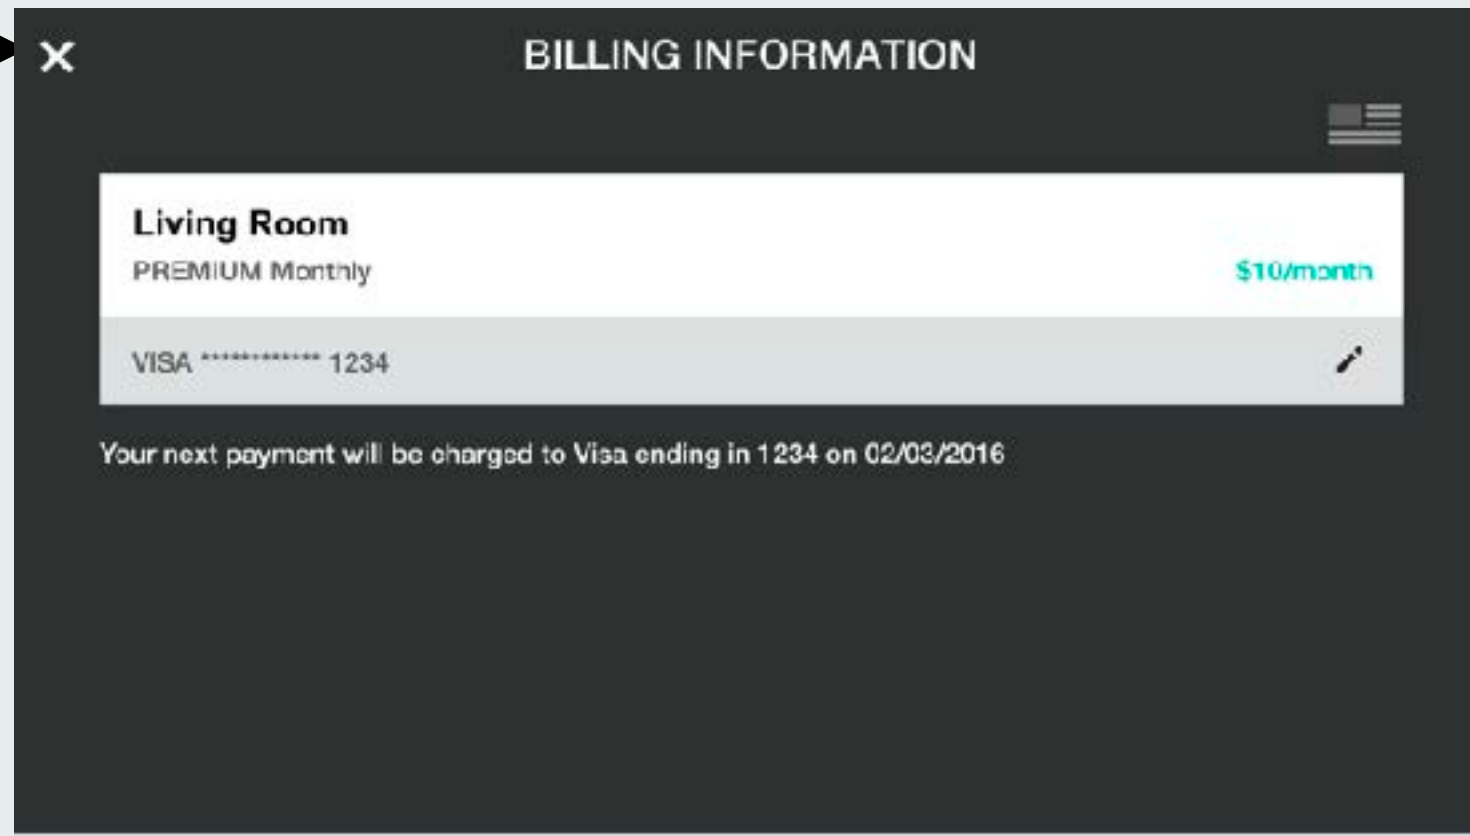 BILLING INFORMATION
Living Room
PREMIUM Monthly
$10/month
VISA ************ 1234
Your next payment will be charged to Visa ending in 1234 on 02/03/2016